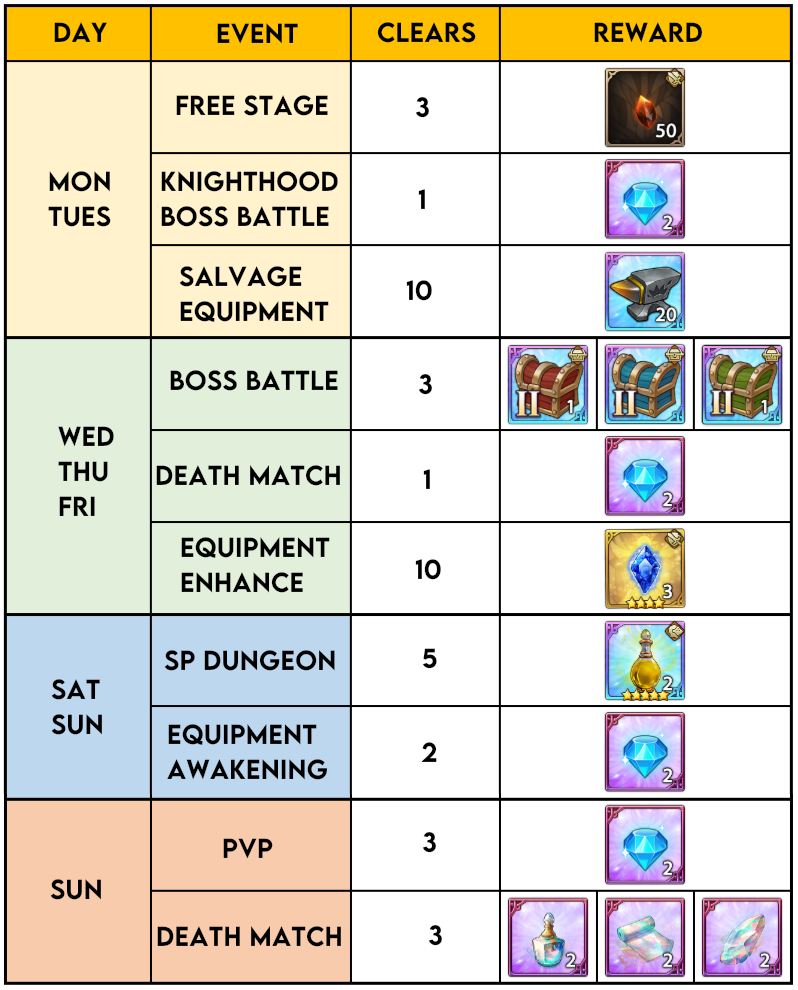 DAY EVENT CLEARS REWARD
MON
TUES
FREE STAGE 3 50
KNIGHTHOOD
BOSS BATTLE 1 2
SALVAGE
EQUIPMENT 10 20
WED
THU
FRI
BOSS BATTLE 3 II 1 II II 1
DEATH MATCH 1 2
EQUIPMENT
ENHANCE 10 3
SAT
SUN
SP DUNGEON 5 2
EQUIPMENT
AWAKENING 2 2
SUN
PVP 3 2
DEATH MATCH 3 2 2 2